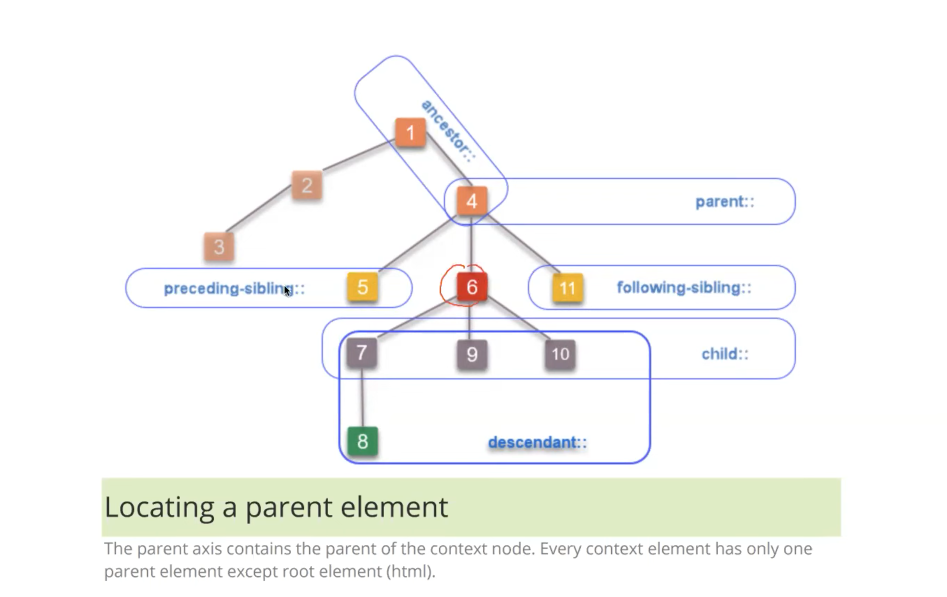 ancestor::
1
2
4
parent::
3
preceding-sibling::
5
6
11
following-sibling::
7
9
10
child::
8
descendant::
Locating a parent element
The parent axis contains the parent of the context node. Every context element has only one
parent element except root element (html).